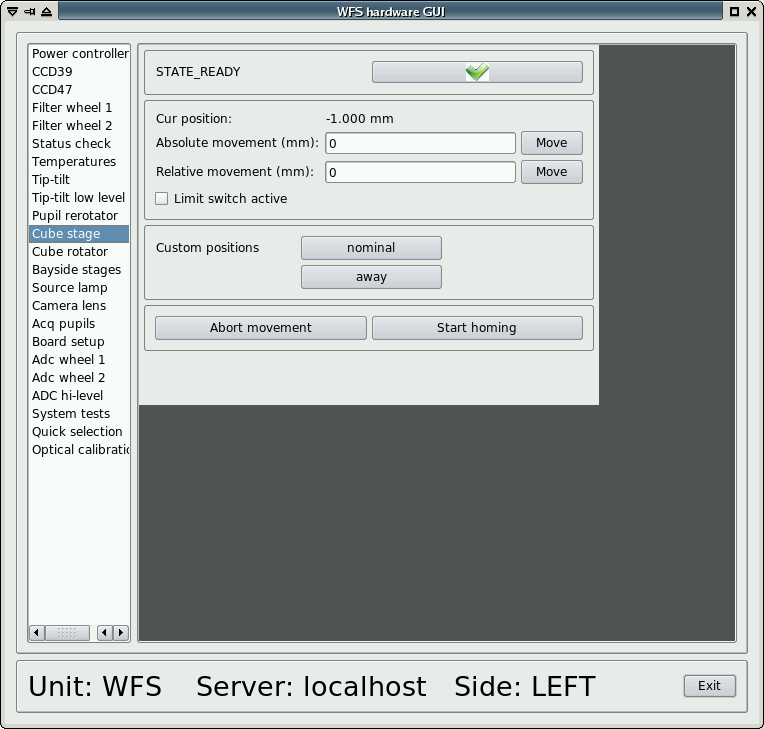 WFS hardware GUI
Power controller
CCD39
CCD47
Filter wheel 1
Filter wheel 2
Status check
Temperatures
Tip-tilt
Tip-tilt low level
Pupil rerotator
Cube stage
Cube rotator
Bayside stages
Source lamp
Camera lens
Acq pupils
Board setup
Adc wheel 1
Adc wheel 2
ADC hi-level
System tests
Quick selection
Optical calibratio
STATE_READY
Cur position: -1.000 mm
Absolute movement (mm): 0 Move
Relative movement (mm): 0 Move
Limit switch active
Custom positions nominal
away
Abort movement Start homing
Unit: WFS Server: localhost Side: LEFT Exit